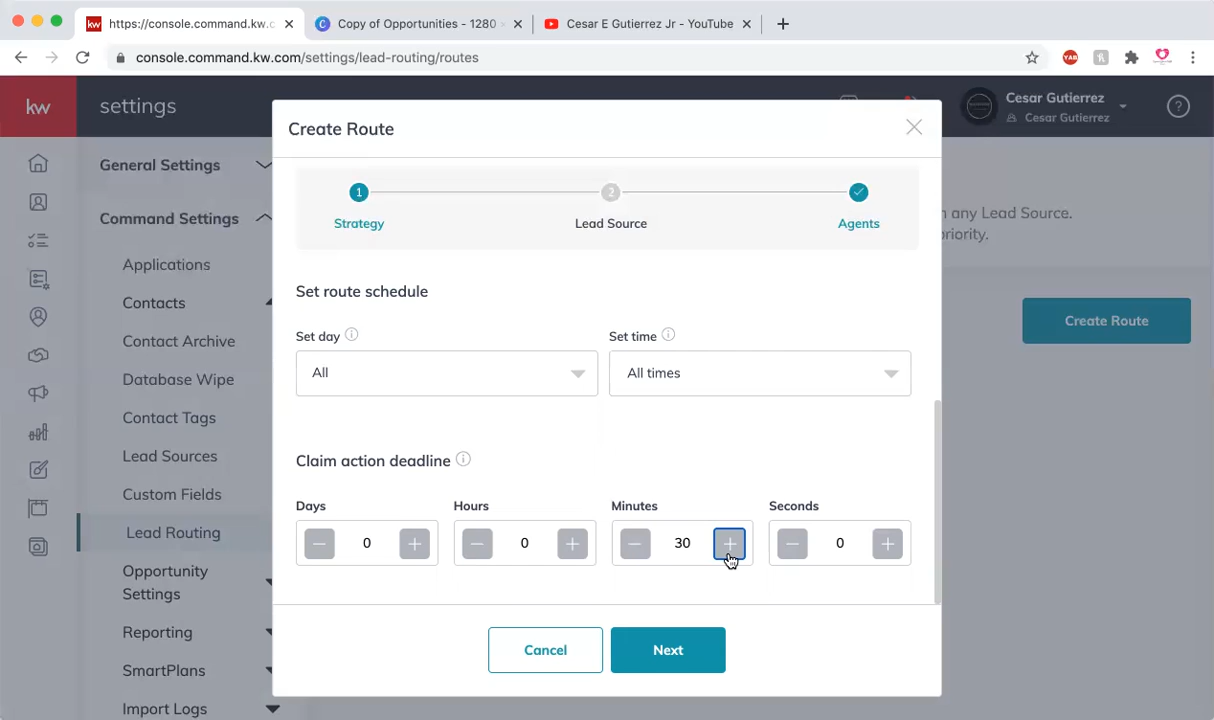 https://console.command.kw.c
Copy of Opportunities - 1280
Cesar E Gutierrez Jr - YouTube
console.command.kw.com/settings/lead-routing/routes
YAB
kw
settings
Cesar Gutierrez
Cesar Gutierrez
General Settings
Command Settings
Applications
Contacts
Contact Archive
Database Wipe
Contact Tags
Lead Sources
Custom Fields
Lead Routing
Opportunity
Settings
Reporting
SmartPlans
Import Logs
n any Lead Source.
priority.
Create Route
Create Route
1
2
Strategy
Lead Source
Agents
Set route schedule
Set day
Set time
All
All times
Claim action deadline
Days
Hours
Minutes
Seconds
0
0
30
0
Cancel
Next